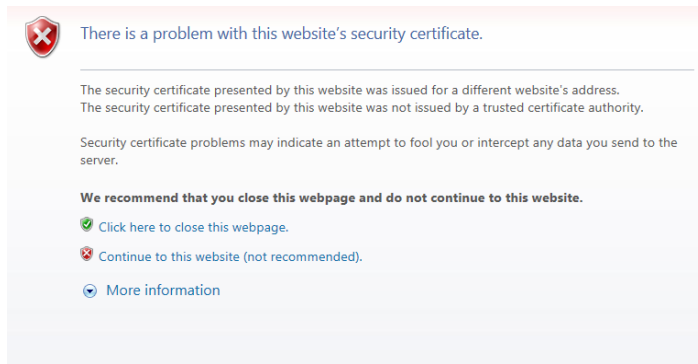 There is a problem with this website’s security certificate.
The security certificate presented by this website was issued for a different website’s address.
The security certificate presented by this website was not issued by a trusted certificate authority.
Security certificate problems may indicate an attempt to fool you or intercept any data you send to the
server.
We recommend that you close this webpage and do not continue to this website.
Click here to close this webpage.
Continue to this website (not recommended).
More information